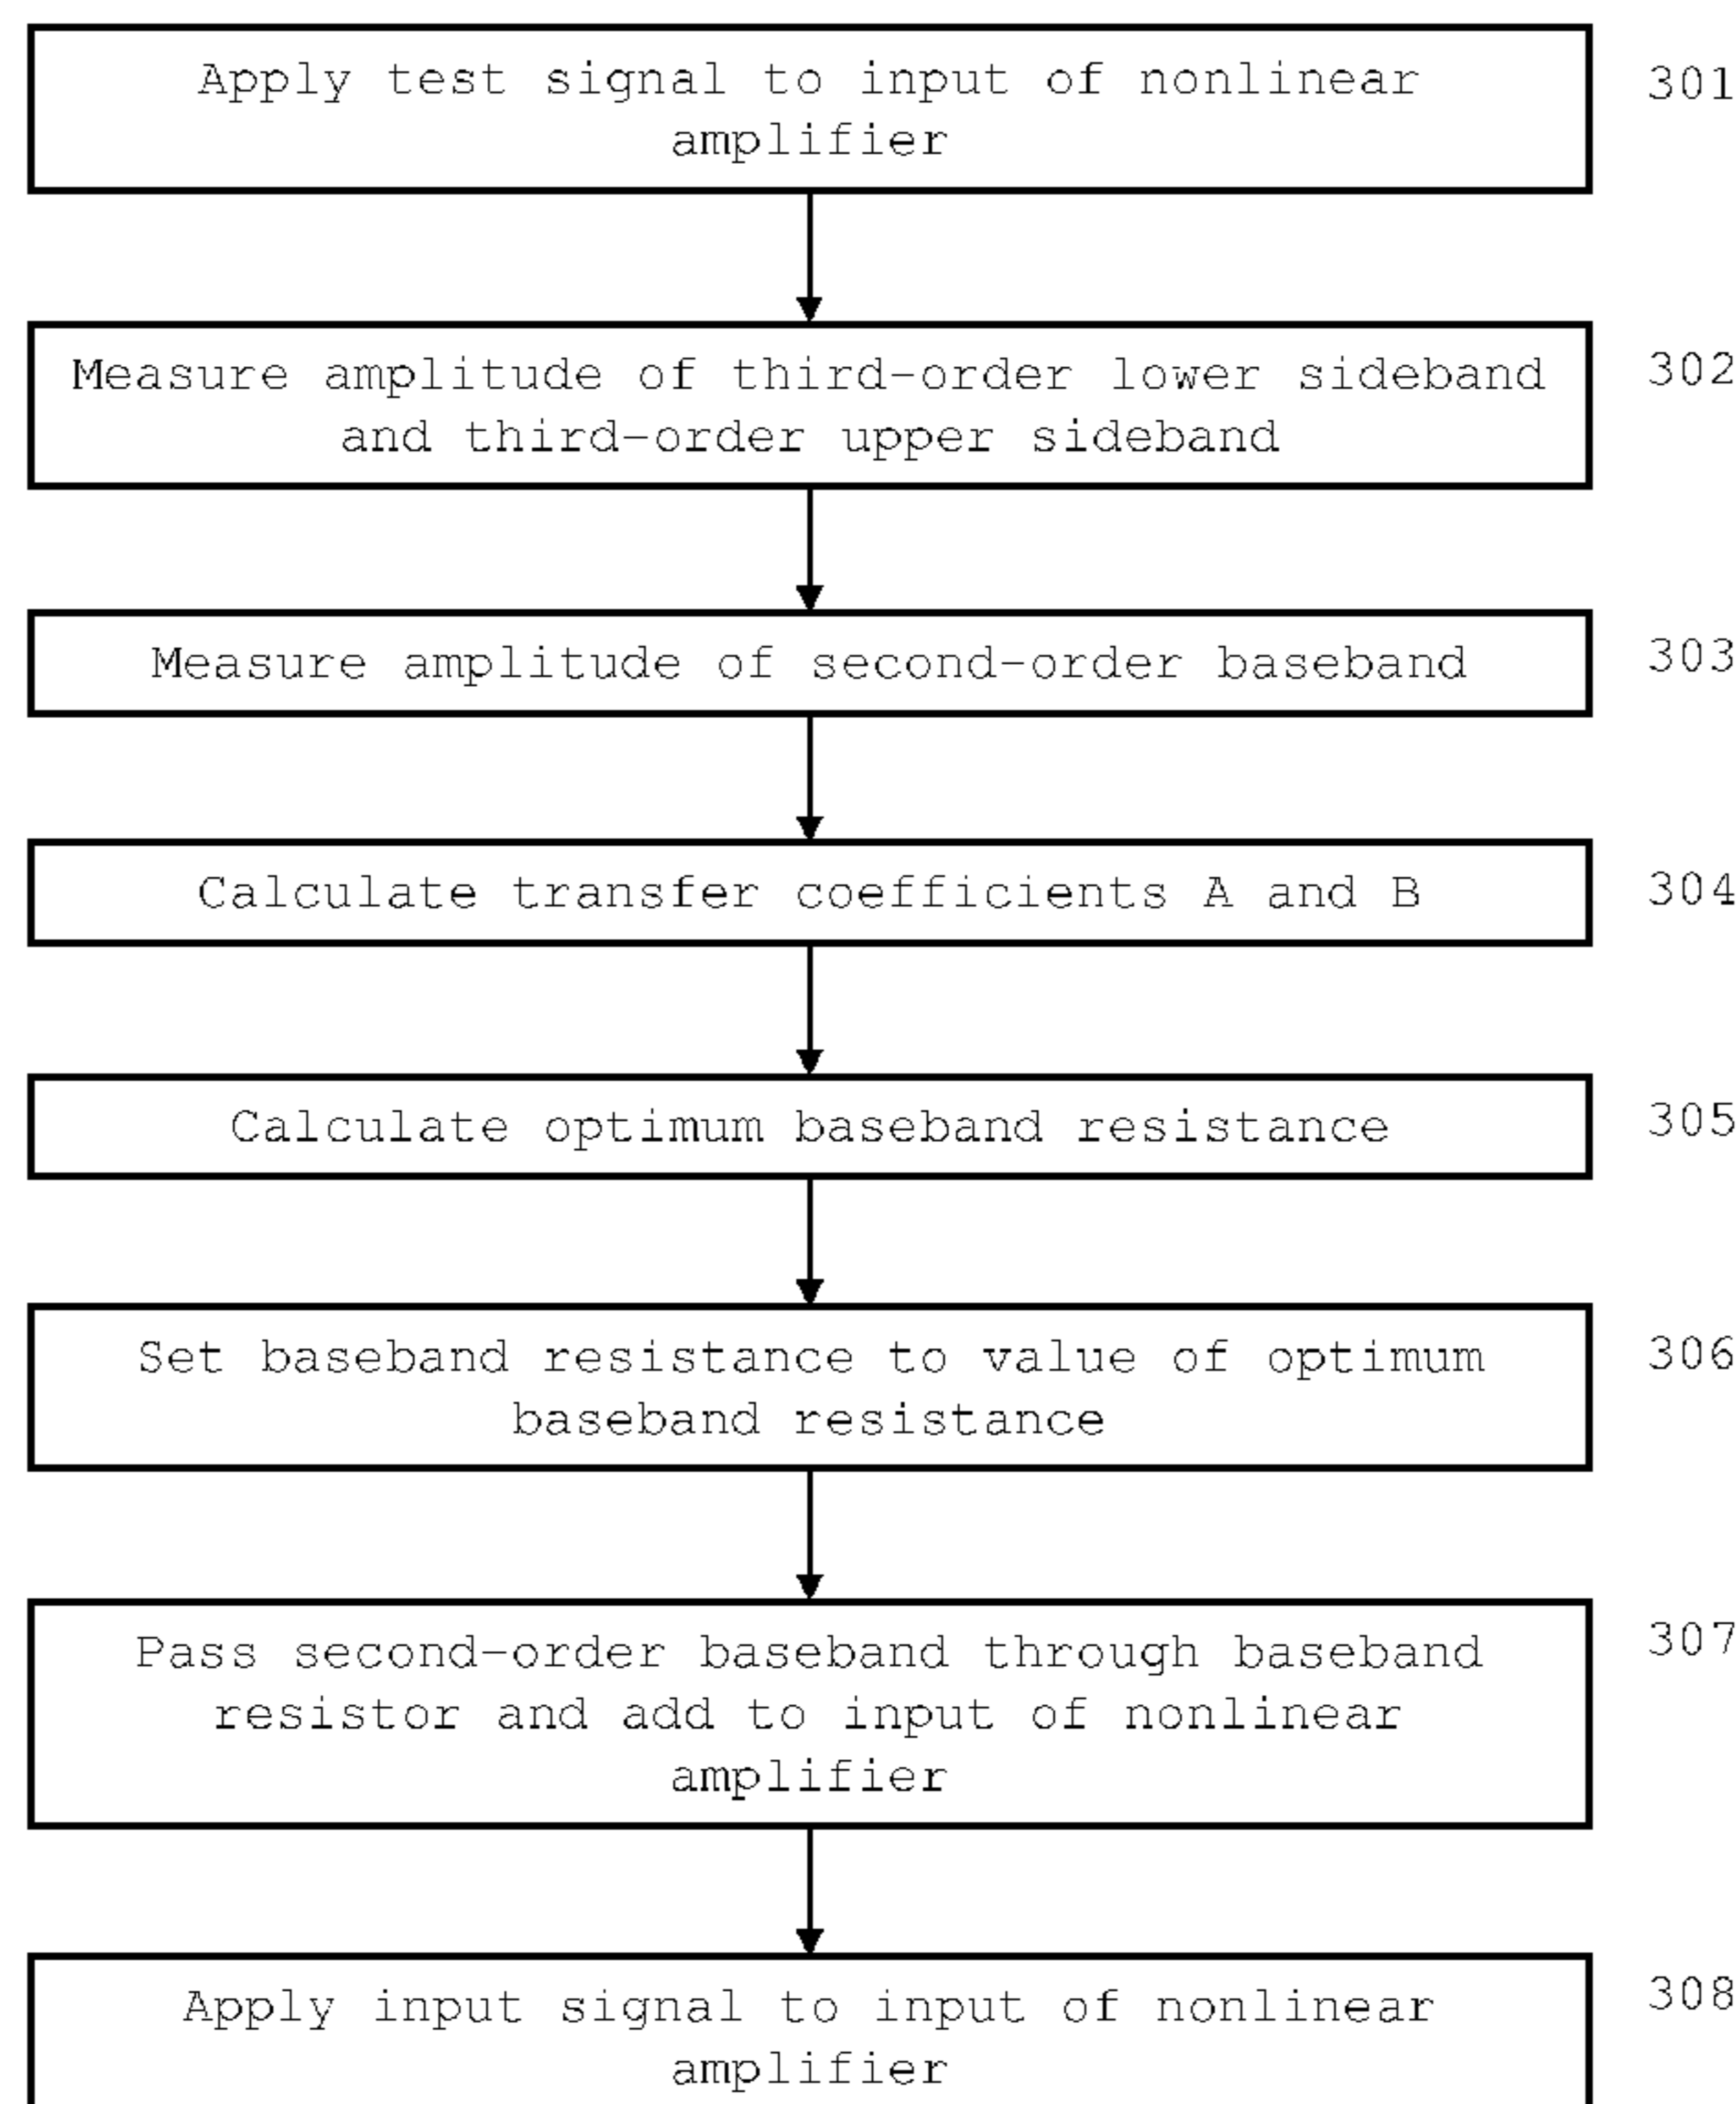 Apply test signal to input of nonlinear
amplifier
301
Measure amplitude of third-order lower sideband
and third-order upper sideband
302
Measure amplitude of second-order baseband
303
Calculate transfer coefficients A and B
304
Calculate optimum baseband resistance
305
Set baseband resistance to value of optimum
baseband resistance
306
Pass second-order baseband through baseband
resistor and add to input of nonlinear
amplifier
307
Apply input signal to input of nonlinear
amplifier
308